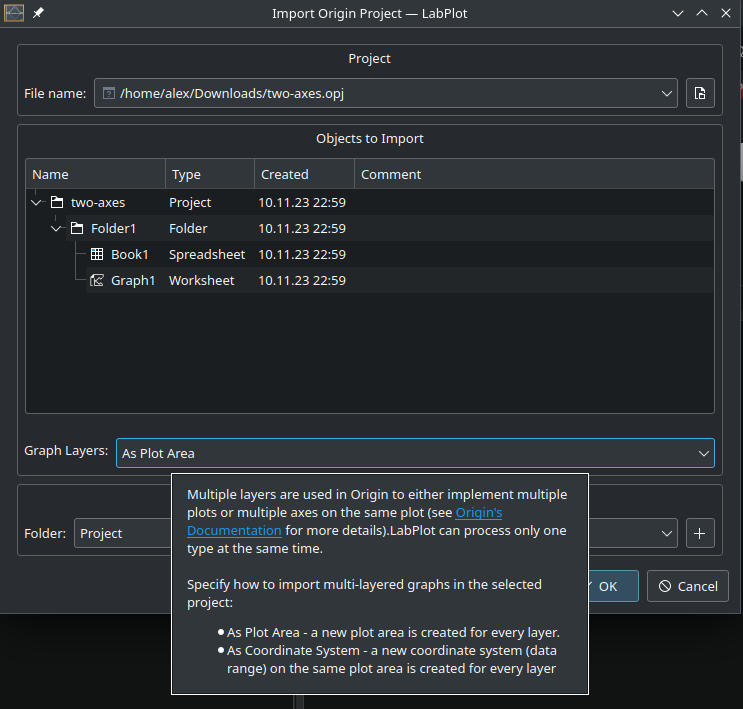 Import Origin Project — LabPlot
Project
File name: /home/alex/Downloads/two-axes.opj
Objects to Import
Name Type Created Comment
two-axes Project 10.11.23 22:59
Folder1 Folder 10.11.23 22:59
Book1 Spreadsheet 10.11.23 22:59
Graph1 Worksheet 10.11.23 22:59
Graph Layers: As Plot Area
Multiple layers are used in Origin to either implement multiple
plots or multiple axes on the same plot (see Origin's
Documentation for more details).LabPlot can process only one
type at the same time.
Folder: Project
Specify how to import multi-layered graphs in the selected
project:
OK Cancel
As Plot Area - a new plot area is created for every layer.
As Coordinate System - a new coordinate system (data
range) on the same plot area is created for every layer